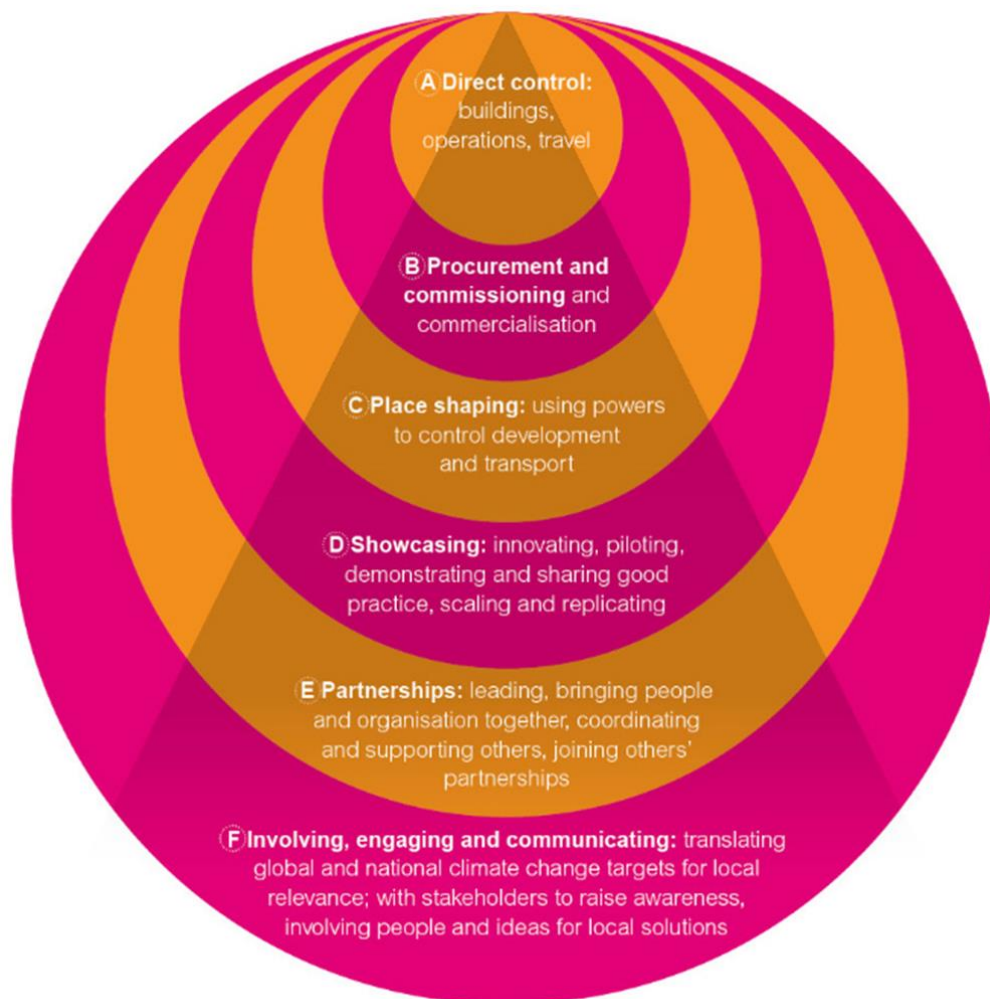 A Direct control:
buildings,
operations, travel
B Procurement and
commissioning and
commercialisation
C Place shaping: using powers
to control development
and transport
D Showcasing: innovating, piloting,
demonstrating and sharing good
practice, scaling and replicating
E Partnerships: leading, bringing people
and organisation together, coordinating
and supporting others, joining others'
partnerships
F Involving, engaging and communicating: translating
global and national climate change targets for local
relevance; with stakeholders to raise awareness,
involving people and ideas for local solutions